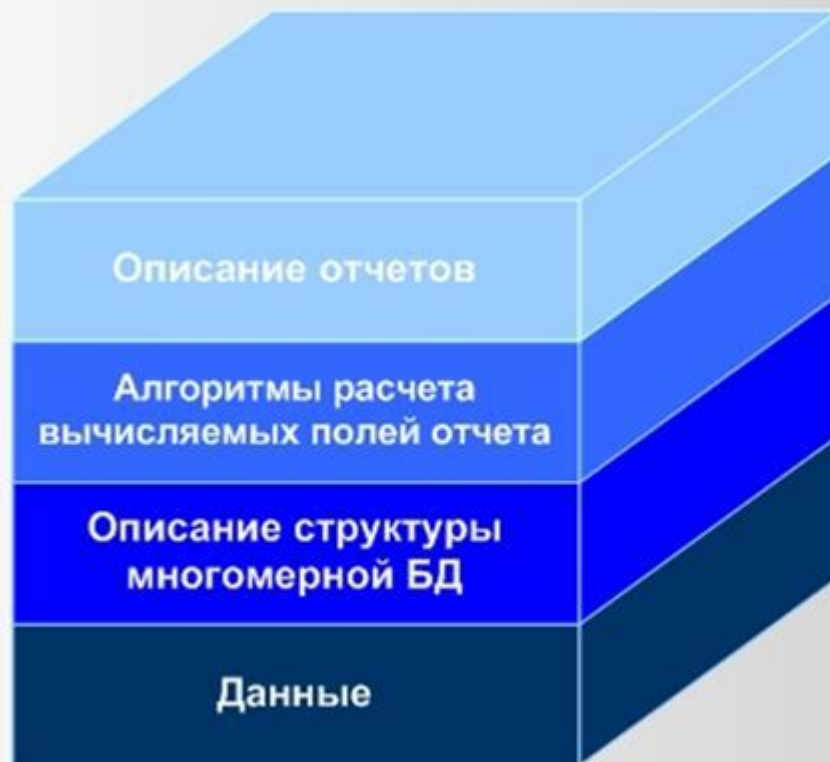 Описание отчетов
Алгоритмы расчета
вычисляемых полей отчета
Описание структуры
многомерной БД
Данные